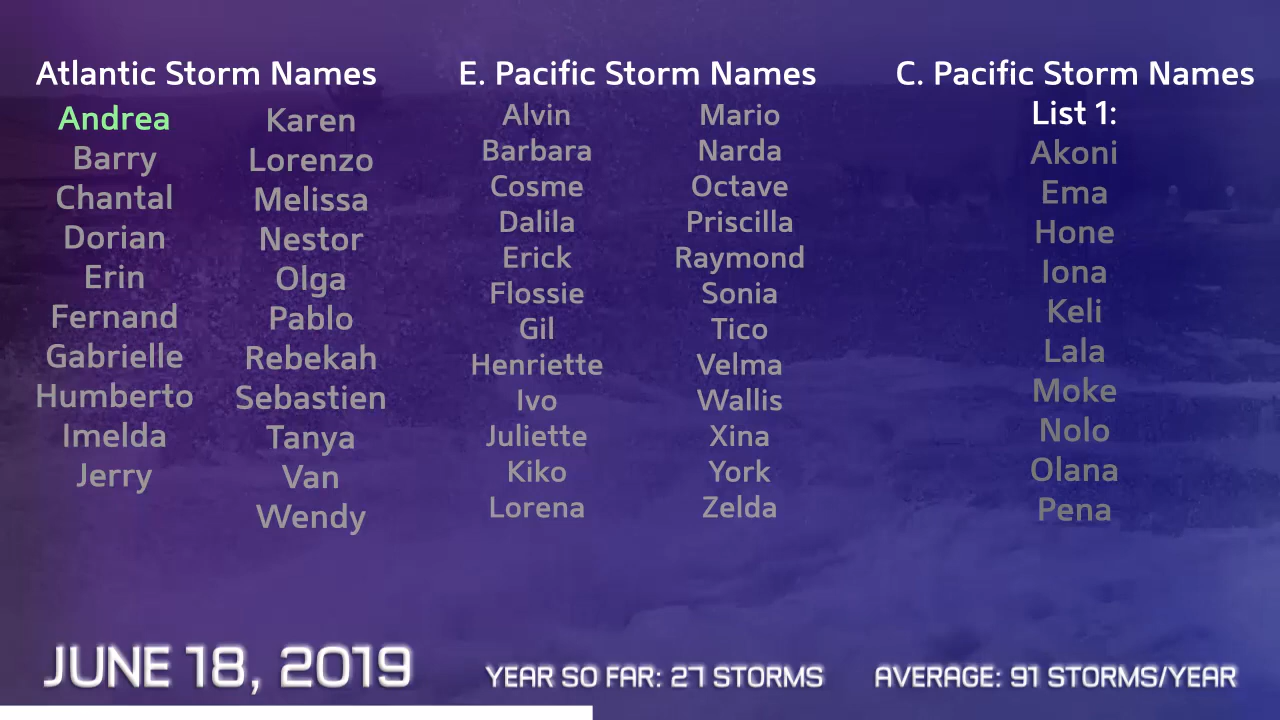 Atlantic Storm Names
Andrea
Barry
Chantal
Dorian
Erin
Fernand
Gabrielle
Humberto
Imelda
Jerry
Karen
Lorenzo
Melissa
Nestor
Olga
Pablo
Rebekah
Sebastien
Tanya
Van
Wendy
E. Pacific Storm Names
Alvin
Barbara
Cosme
Dalila
Erick
Flossie
Gil
Henriette
Ivo
Juliette
Kiko
Lorena
Mario
Narda
Octave
Priscilla
Raymond
Sonia
Tico
Velma
Wallis
Xina
York
Zelda
C. Pacific Storm Names
List 1:
Akoni
Ema
Hone
Iona
Keli
Lala
Moke
Nolo
Olana
Pena
JUNE 18, 2019
YEAR SO FAR: 27 STORMS
AVERAGE: 91 STORMS/YEAR